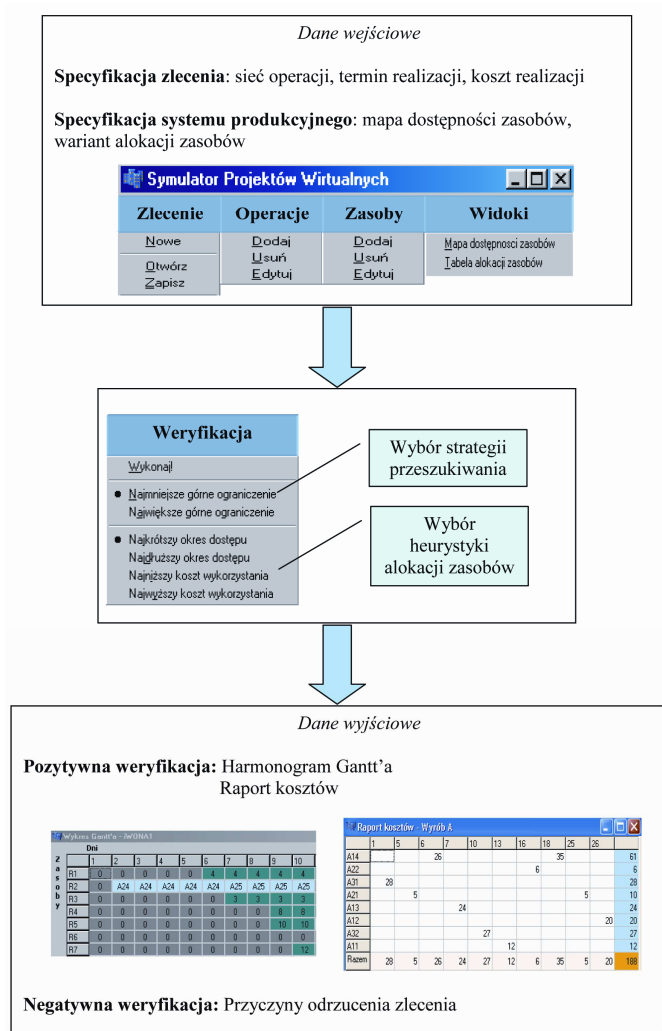 Dane wejściowe
Specyfikacja zlecenia: sieć operacji, termin realizacji, koszt realizacji
Specyfikacja systemu produkcyjnego: mapa dostępności zasobów,
wariant alokacji zasobów
Symulator Projektów Wirtualnych
Zlecenie Operacje Zasoby Widoki
Nowe Dodaj Dodaj Mapa dostępnosci zasobów
Otwórz Usuń Usuń Tabela alokacji zasobów
Zapisz Edytuj Edytuj
Weryfikacja
Wykonaj!
Najmniejsze górne ograniczenie
Największe górne ograniczenie
Najkrótszy okres dostępu
Najdłuższy okres dostępu
Najniższy koszt wykorzystania
Najwyższy koszt wykorzystania
Wybór strategii
przeszukiwania
Wybór
heurystyki
alokacji zasobów
Dane wyjściowe
Pozytywna weryfikacja: Harmonogram Gantt'a
Raport kosztów
Wykres Gantt'a - IWONA1
Dni
Zasoby
1 2 3 4 5 6 7 8 9 10
R1 0 0 0 0 0 4 4 4 4 4
R2 0 A24 A24 A24 A24 A24 A25 A25 A25 A25
R3 0 0 0 0 0 0 3 3 3 3
R4 0 0 0 0 0 0 0 0 8 8
R5 0 0 0 0 0 0 0 0 10 10
R6 0 0 0 0 0 0 0 0 0 0
R7 0 0 0 0 0 0 0 0 0 12
Raport kosztów - Wyrób A
1 5 6 7 10 13 16 18 25 26
A14 26 35 61
A22 6 6
A31 28 28
A21 5 5 10
A13 24 24
A12 20 20
A32 27 27
A11 12 12
Razem 28 5 26 24 27 12 6 35 5 20 188
Negatywna weryfikacja: Przyczyny odrzucenia zlecenia